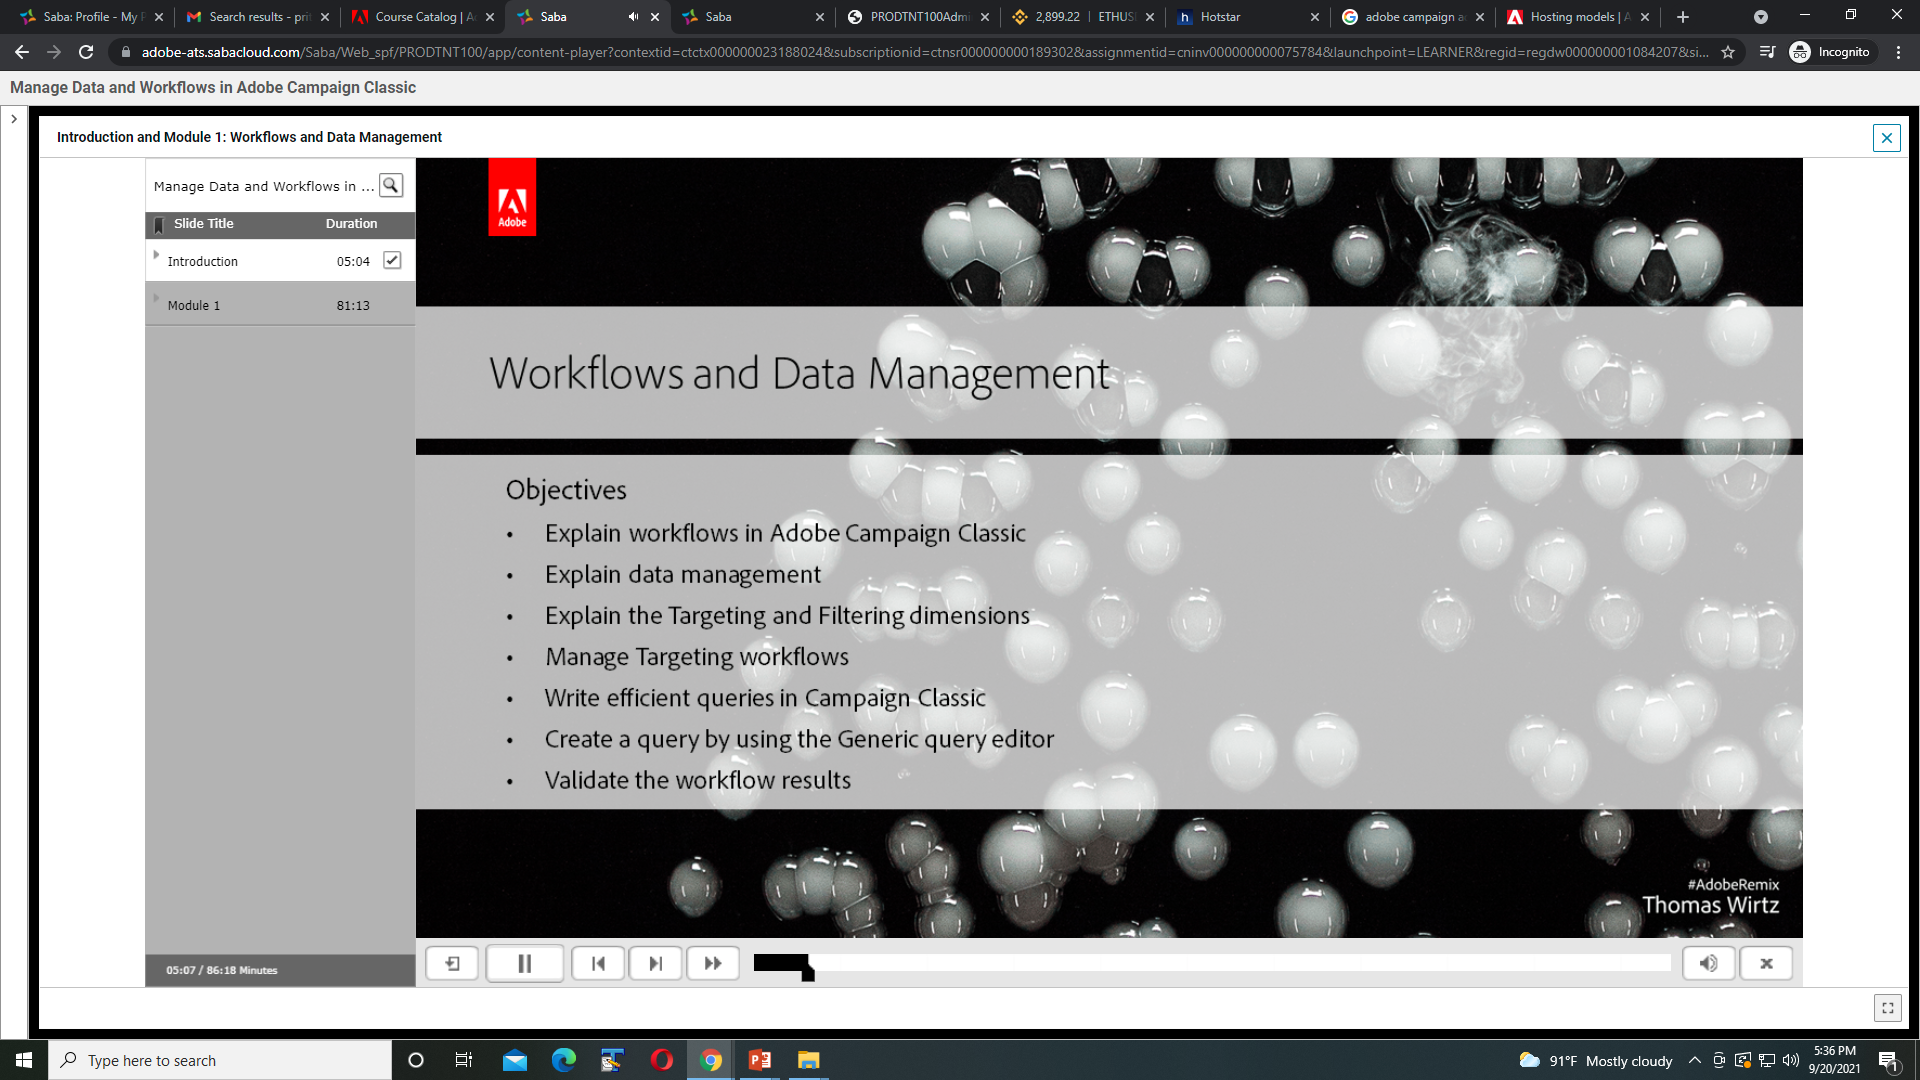 Saba: Profile - My P
Search results - prit
Course Catalog | A
Saba
Saba
PRODTNT100Admi
2,899.22 | ETHUS
Hotstar
adobe campaign a
Hosting models | A
adobe-ats.sabacloud.com/Saba/Web_spf/PRODTNT100/app/content-player?contextid=ctctx000000023188024&subscriptionid=ctnsr0000000000189302&assignmentid=cninv000000000075784&launchpoint=LEARNER&regid=regdw000000001084207&si...
Incognito
Manage Data and Workflows in Adobe Campaign Classic
Introduction and Module 1: Workflows and Data Management
Manage Data and Workflows in ...
Slide Title Duration
Introduction 05:04
Module 1 81:13
Adobe
Workflows and Data Management
Objectives
• Explain workflows in Adobe Campaign Classic
• Explain data management
• Explain the Targeting and Filtering dimensions
• Manage Targeting workflows
• Write efficient queries in Campaign Classic
• Create a query by using the Generic query editor
• Validate the workflow results
#AdobeRemix
Thomas Wirtz
05:07 / 86:18 Minutes
Type here to search
91°F Mostly cloudy
5:36 PM
9/20/2021
1